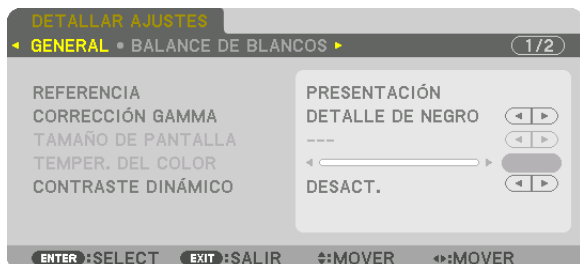 DETALLAR AJUSTES
GENERAL • BALANCE DE BLANCOS 1/2
REFERENCIA PRESENTACIÓN
CORRECCIÓN GAMMA DETALLE DE NEGRO
TAMAÑO DE PANTALLA ---
TEMPER. DEL COLOR
CONTRASTE DINÁMICO DESACT.
ENTER:SELECT EXIT:SALIR :MOVER :MOVER